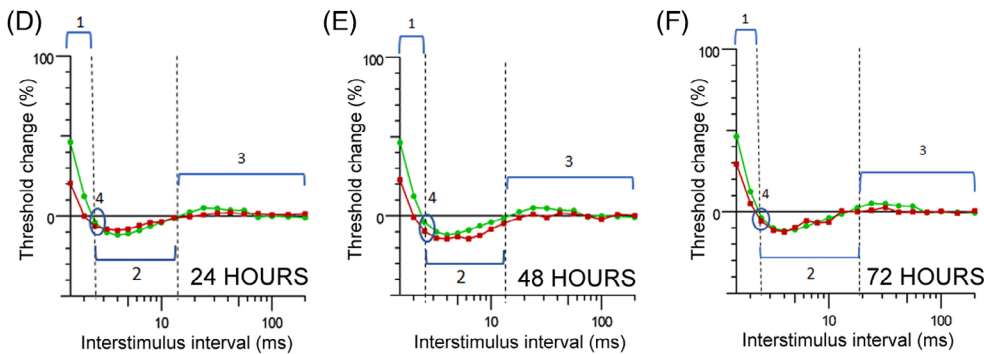 (D)
1
100
Threshold change (%)
3
4
0
2
24 HOURS
1
10
100
Interstimulus interval (ms)
(E)
1
100
Threshold change (%)
3
4
0
2
48 HOURS
10
100
Interstimulus interval (ms)
(F)
1
100
Threshold change (%)
3
4
0
2
72 HOURS
10
100
Interstimulus interval (ms)